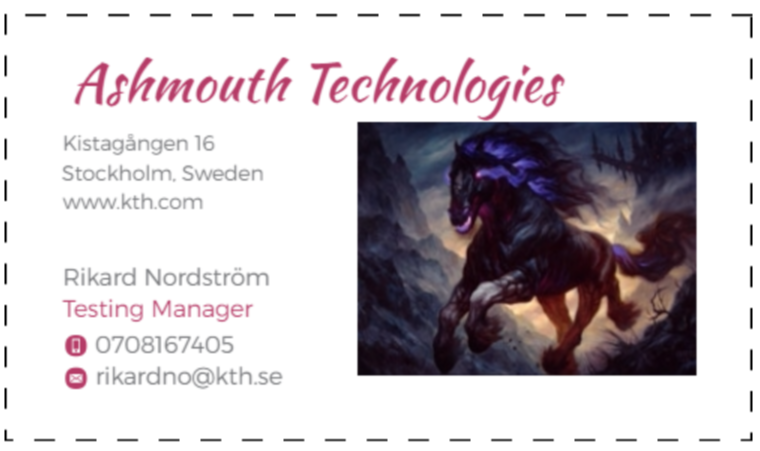 Ashmouth Technologies
Kistagången 16
Stockholm, Sweden
www.kth.com
Rikard Nordström
Testing Manager
0708167405
rikardno@kth.se